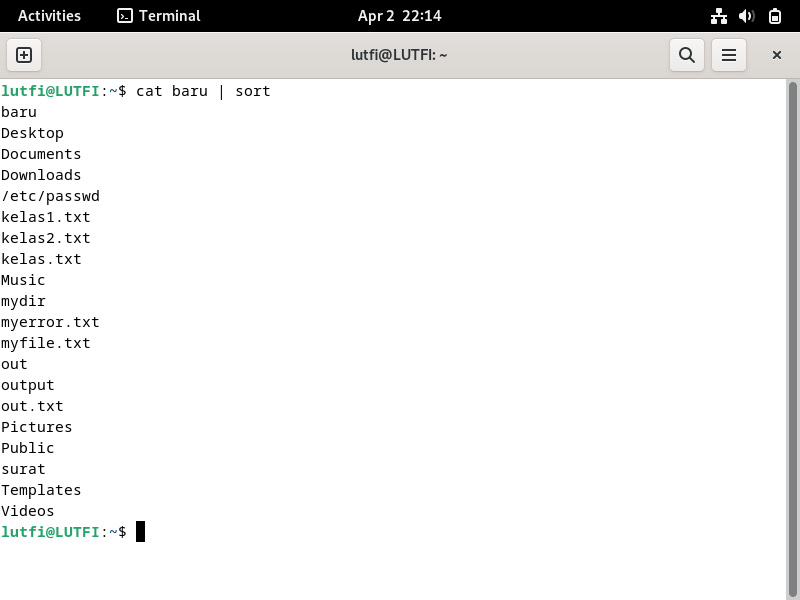 Activities Terminal Apr 2 22:14
lutfi@LUTFI: ~
lutfi@LUTFI:~$ cat baru | sort
baru
Desktop
Documents
Downloads
/etc/passwd
kelas1.txt
kelas2.txt
kelas.txt
Music
mydir
myerror.txt
myfile.txt
out
output
out.txt
Pictures
Public
surat
Templates
Videos
lutfi@LUTFI:~$